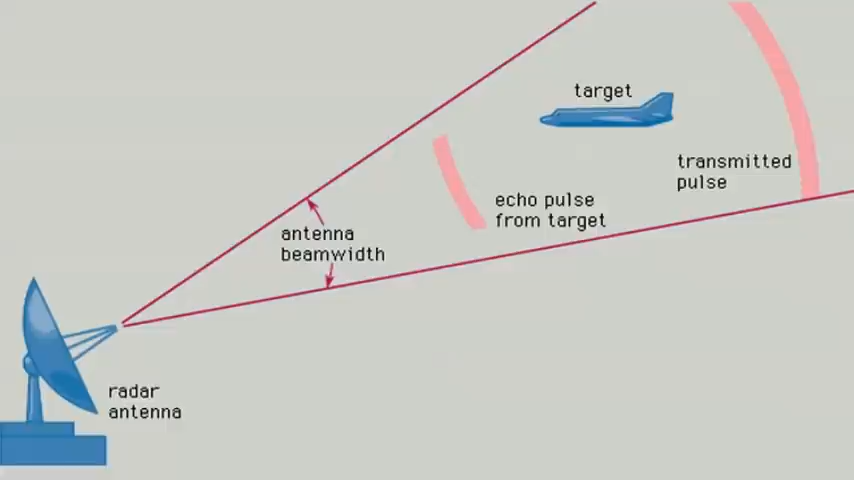 target
transmitted
pulse
echo pulse
from target
antenna
beamwidth
radar
antenna